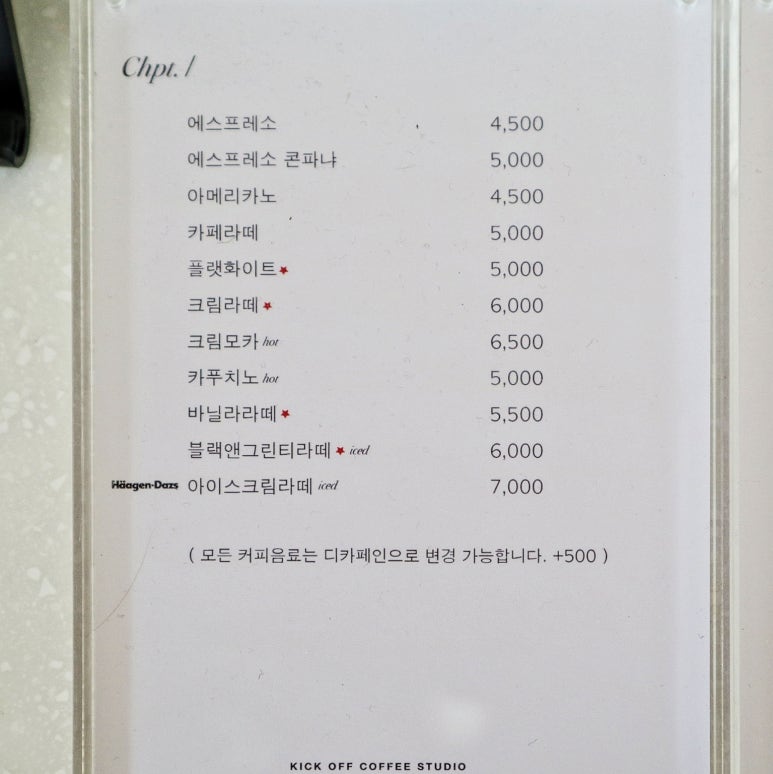 Chpt. 1
에스프레소 4,500
에스프레소 콘파냐 5,000
아메리카노 4,500
카페라떼 5,000
플랫화이트★ 5,000
크림라떼★ 6,000
크림모카 hot 6,500
카푸치노 hot 5,000
바닐라라떼★ 5,500
블랙앤그린티라떼★ iced 6,000
Häagen-Dazs 아이스크림라떼 iced 7,000
( 모든 커피음료는 디카페인으로 변경 가능합니다. +500 )
KICK OFF COFFEE STUDIO